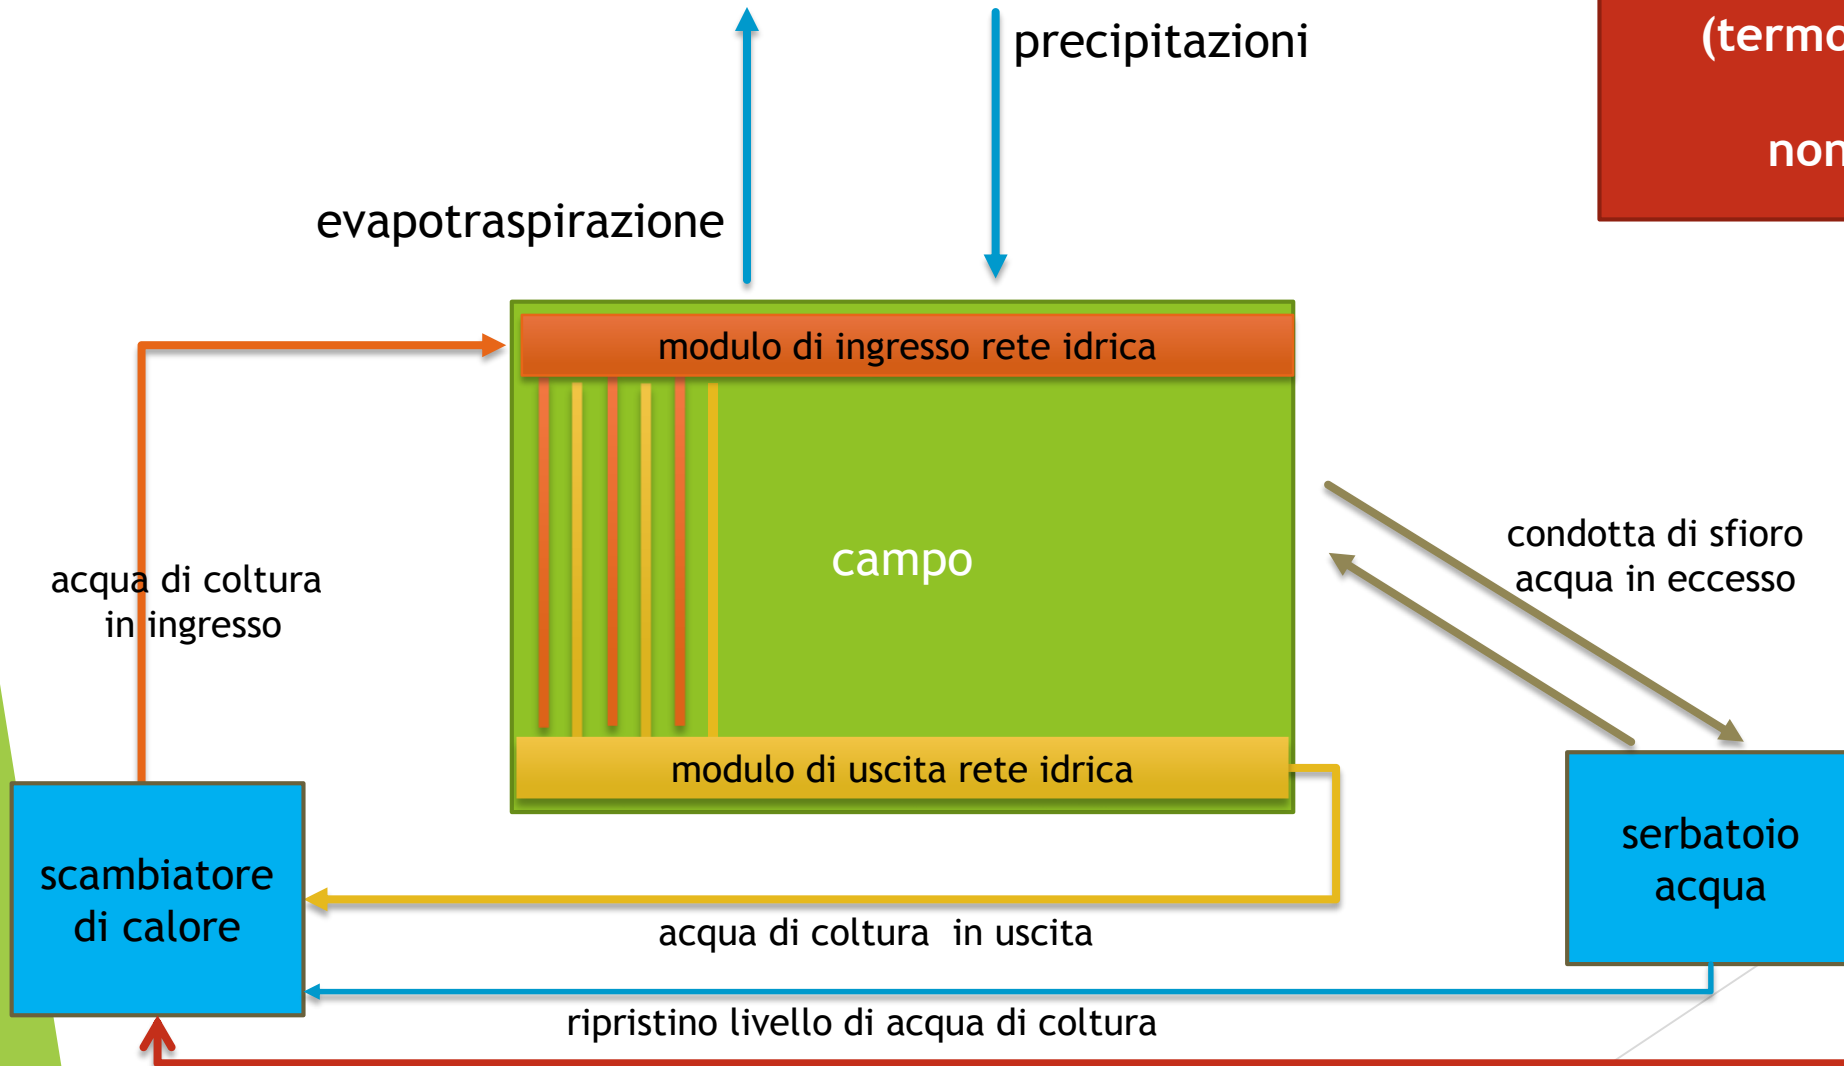 precipitazioni
(termo
non
evapotraspirazione
modulo di ingresso rete idrica
campo
condotta di sfioro
acqua in eccesso
acqua di coltura
in ingresso
modulo di uscita rete idrica
scambiatore
di calore
serbatoio
acqua
acqua di coltura in uscita
ripristino livello di acqua di coltura